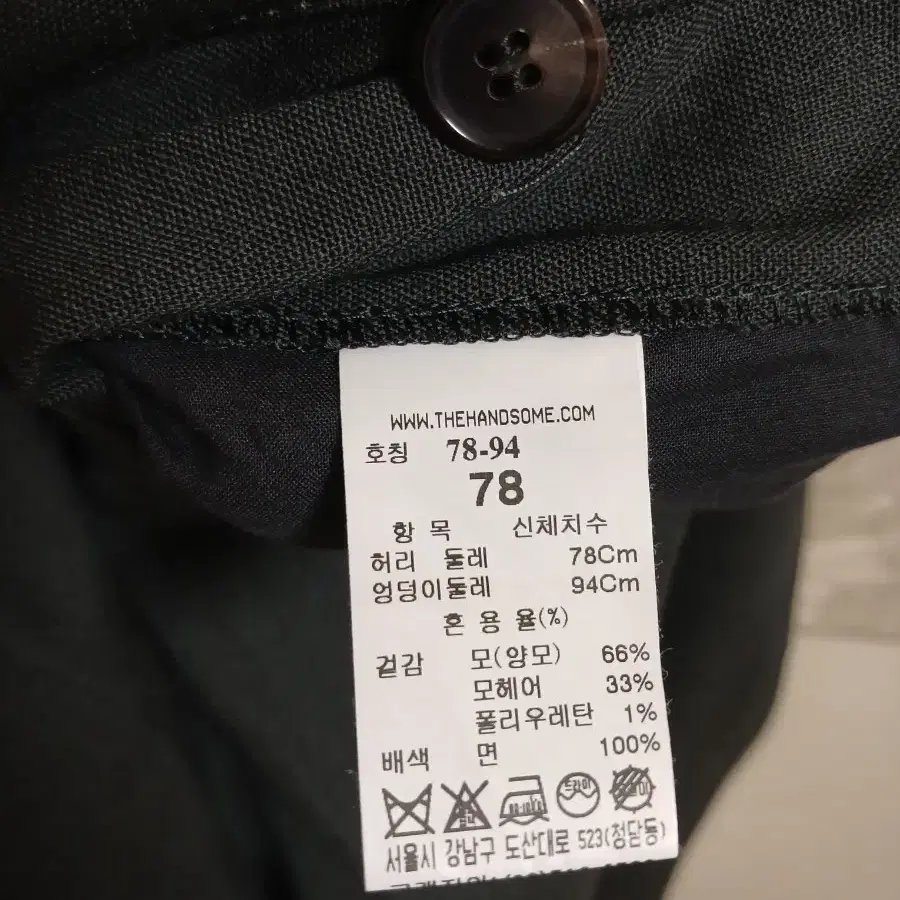 WWW.THEHANDSOME.COM
호칭 78-94
78
항 목 신체치수
허리 둘레 78Cm
엉덩이둘레 94Cm
혼 용 율(%)
겉감 모(양모) 66%
모헤어 33%
폴리우레탄 1%
배색 면 100%
드라이
서울시 강남구 도산대로 523(청담동)